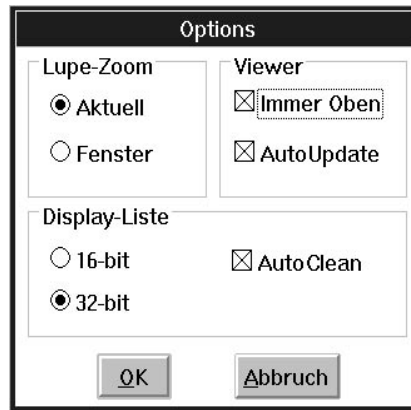 Options
Lupe-Zoom
Aktuell
Fenster
Viewer
Immer Oben
AutoUpdate
Display-Liste
16-bit
32-bit
AutoClean
OK
Abbruch